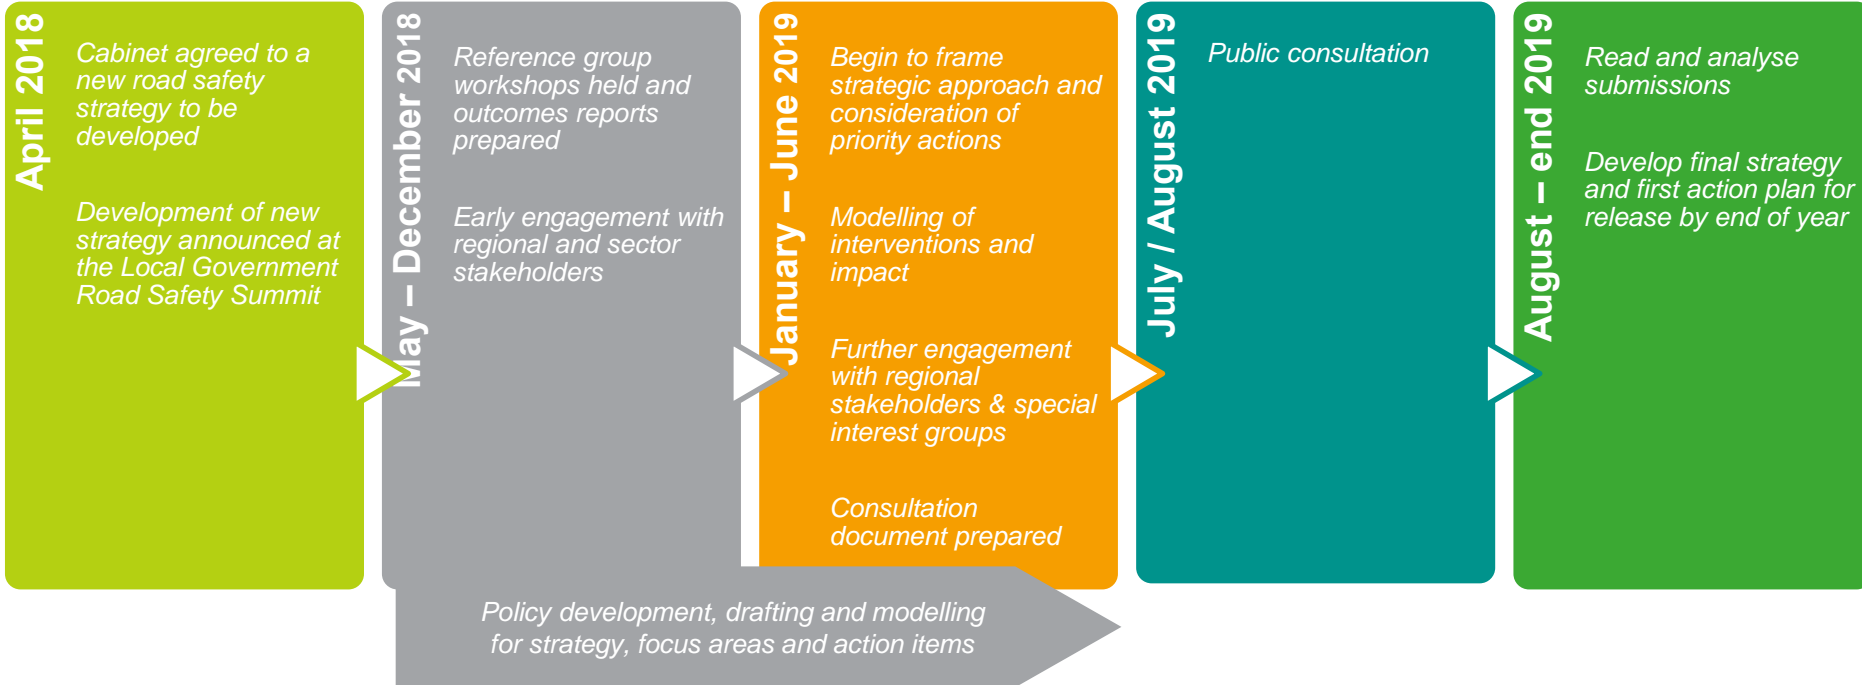 April 2018
Cabinet agreed to a
new road safety
strategy to be
developed
Development of new
strategy announced at
the Local Government
Road Safety Summit
May – December 2018
Reference group
workshops held and
outcomes reports
prepared
Early engagement with
regional and sector
stakeholders
January – June 2019
Begin to frame
strategic approach and
consideration of
priority actions
Modelling of
interventions and
impact
Further engagement
with regional
stakeholders & special
interest groups
Consultation
document prepared
July / August 2019
Public consultation
August – end 2019
Read and analyse
submissions
Develop final strategy
and first action plan for
release by end of year
Policy development, drafting and modelling
for strategy, focus areas and action items